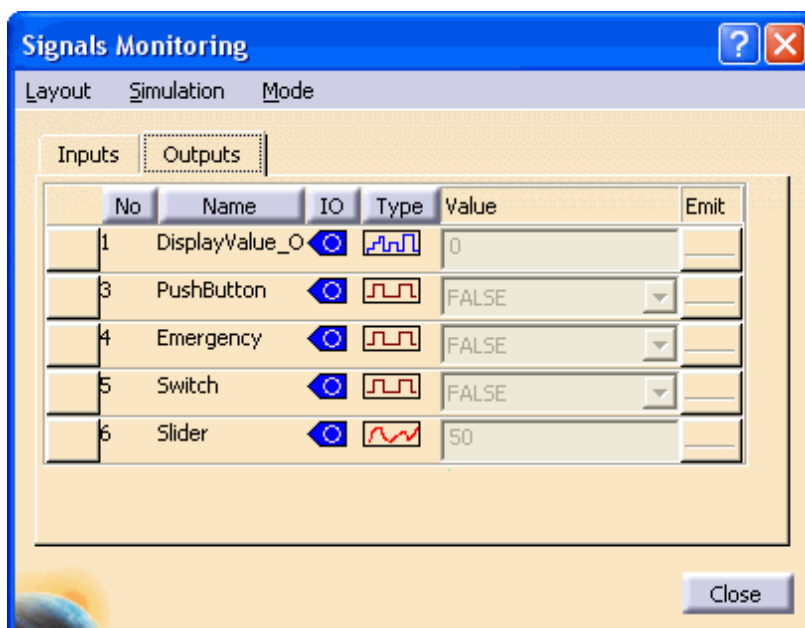 Signals Monitoring
Layout Simulation Mode
Inputs Outputs
No Name IO Type Value Emit
1 DisplayValue_O 0
3 PushButton FALSE
4 Emergency FALSE
5 Switch FALSE
6 Slider 50
Close